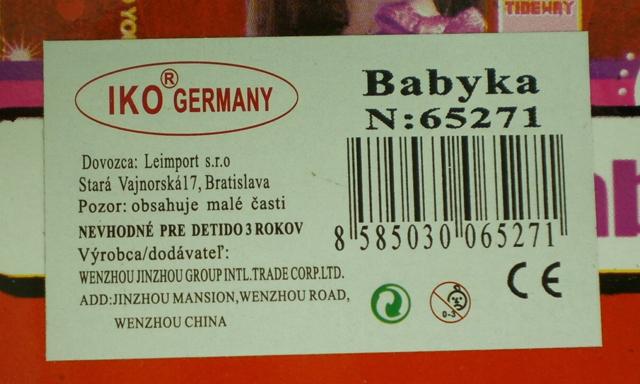 TIDEWAY
IKO ® GERMANY
Babyka
N:65271
Dovozca: Leimport s.r.o
Stará Vajnorská17, Bratislava
Pozor: obsahuje malé časti
NEVHODNÉ PRE DETIDO 3 ROKOV
Výrobca/dodávateľ:
WENZHOU JINZHOU GROUP INTL.TRADE CORP.LTD.
ADD:JINZHOU MANSION,WENZHOU ROAD,
WENZHOU CHINA
8 585030 065271
CE
0-3